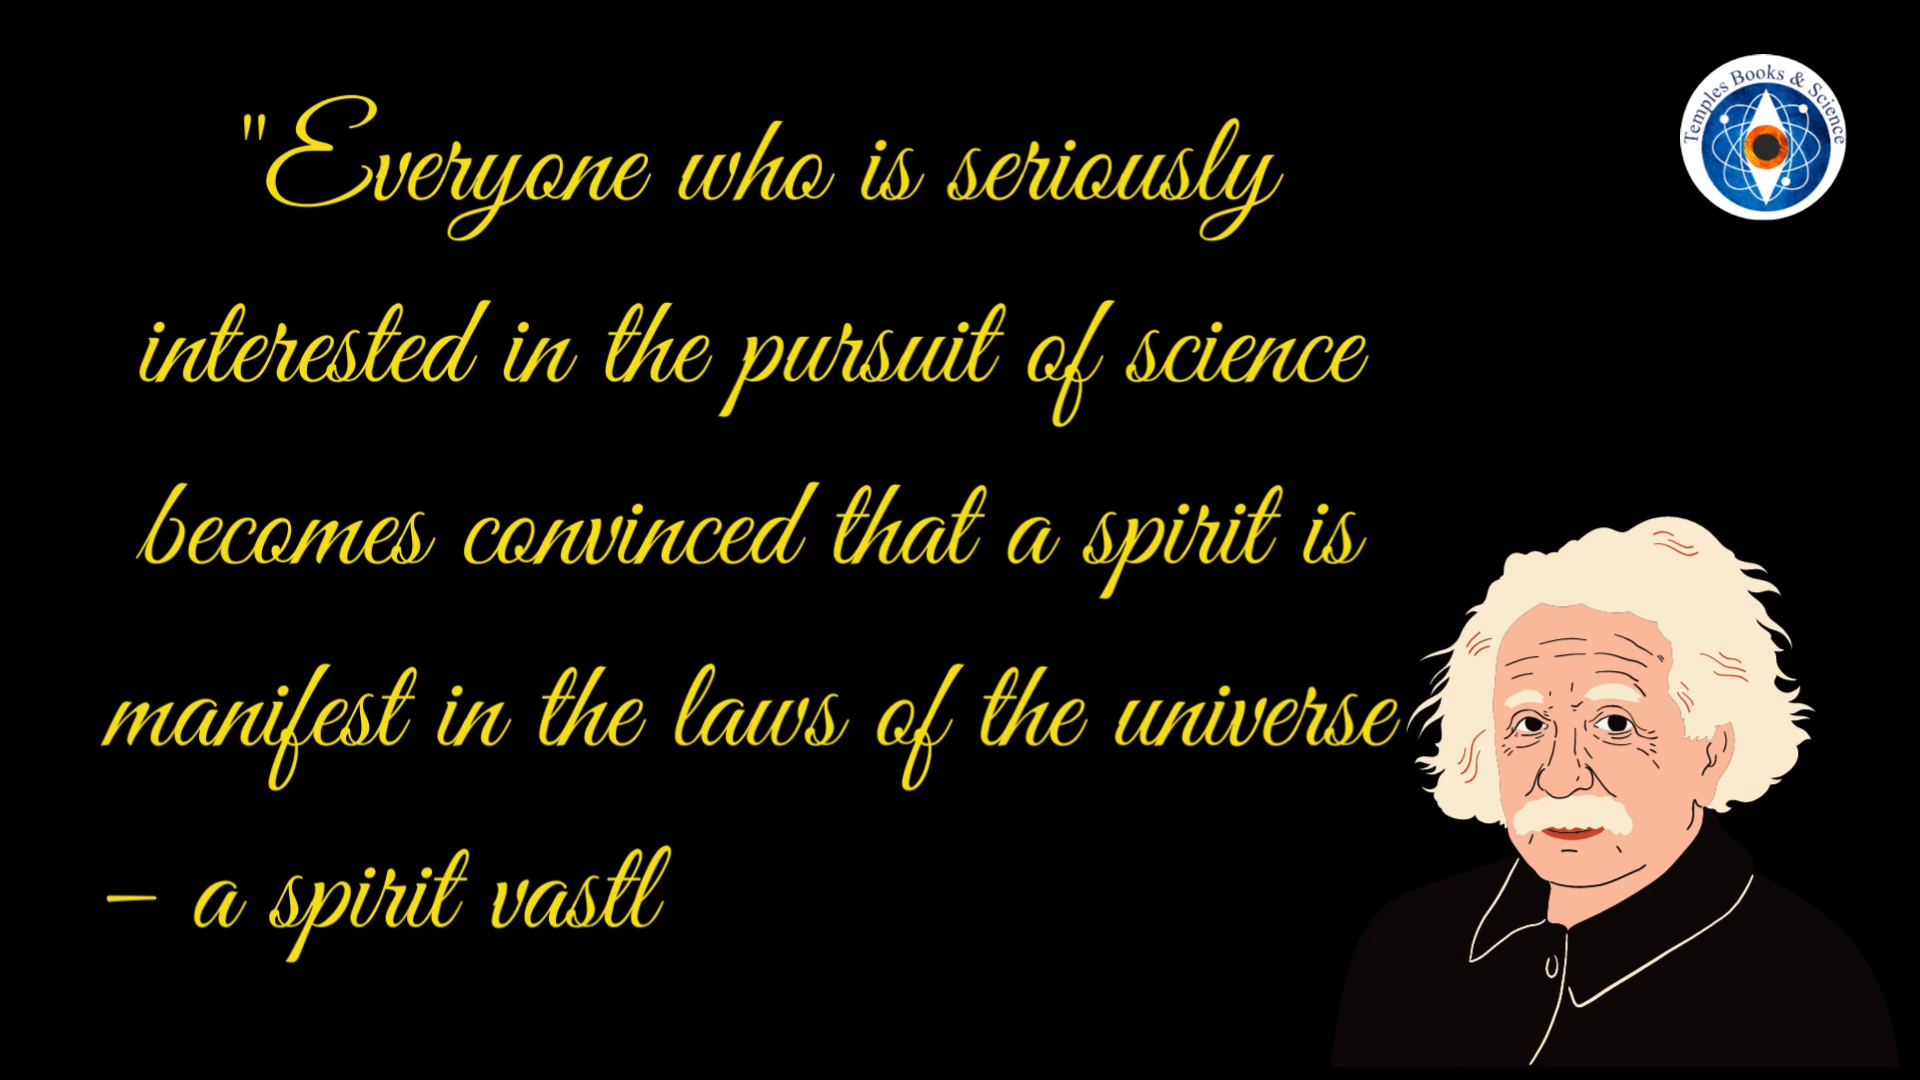 "Everyone who is seriously
interested in the pursuit of science
becomes convinced that a spirit is
manifest in the laws of the universe
– a spirit vastl
Temples Books & Science